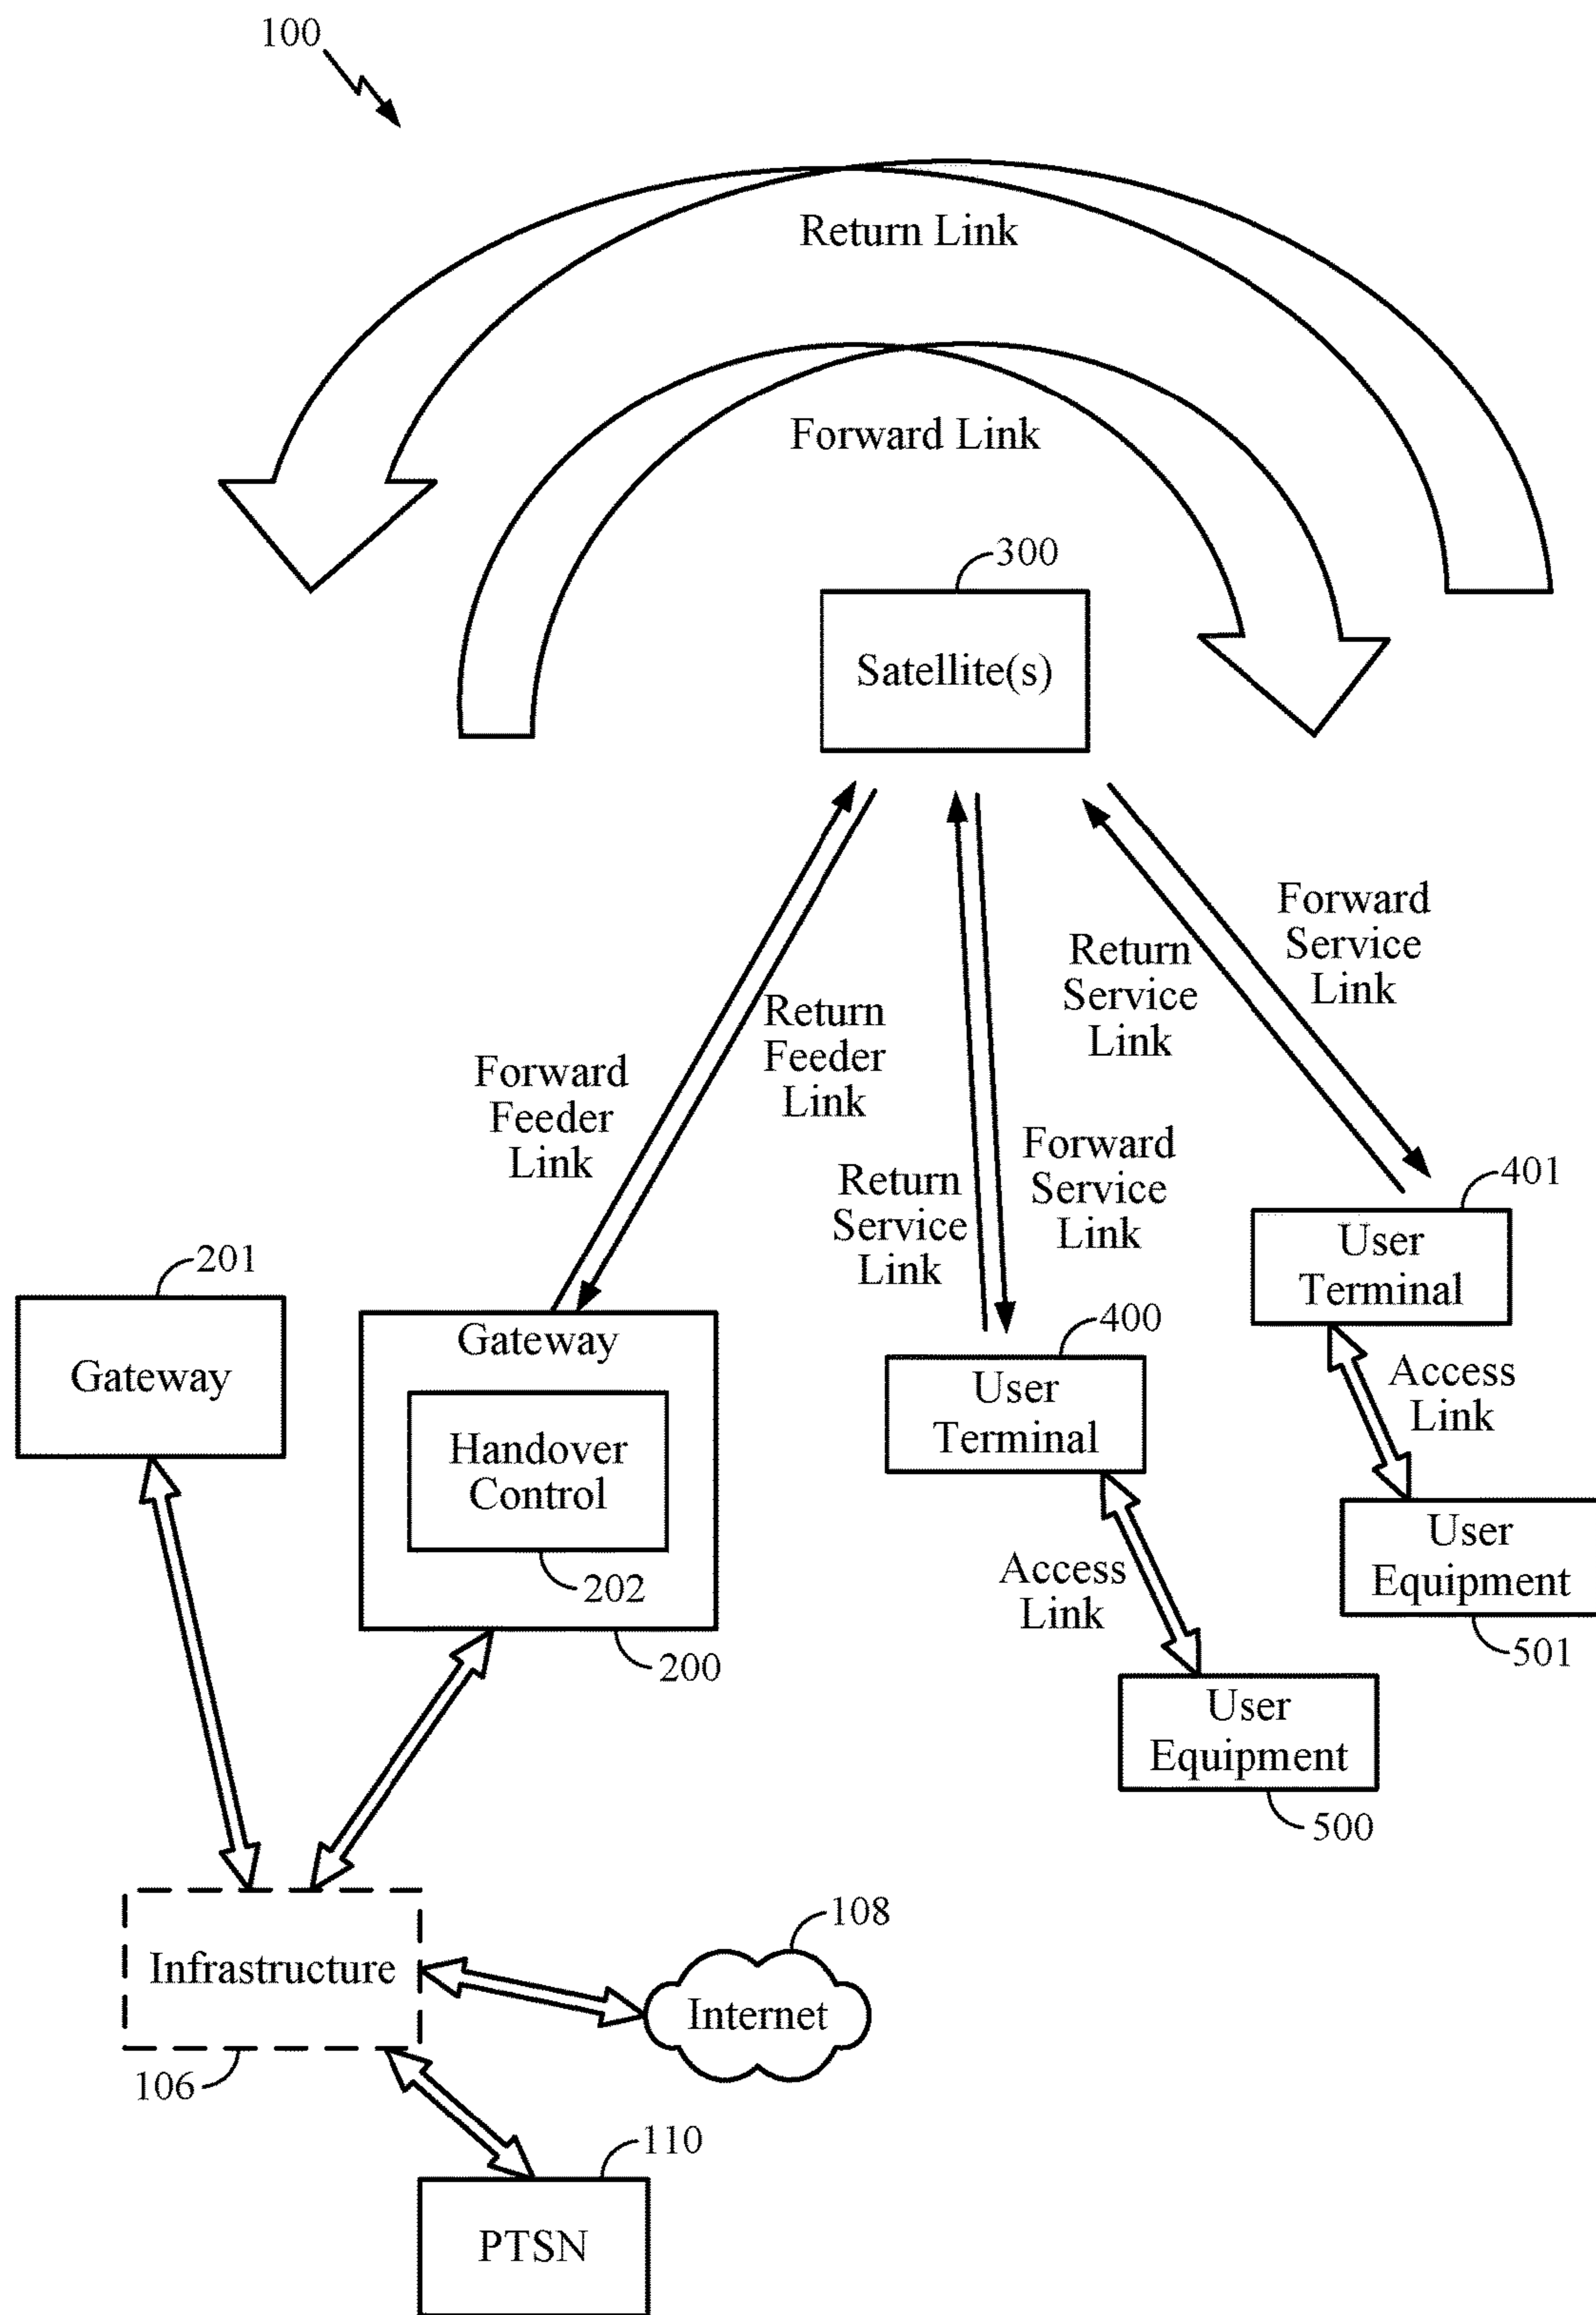 100
Return Link
Forward Link
300
Satellite(s)
Forward
Service
Link
Return
Service
Link
Return
Feeder
Link
Forward
Feeder
Link
Forward
Service
Link
Return
Service
Link
401
User
Terminal
201
Gateway
Gateway
Handover
Control
202
200
400
User
Terminal
Access
Link
User
Equipment
501
Access
Link
User
Equipment
500
Infrastructure
106
108
Internet
110
PTSN